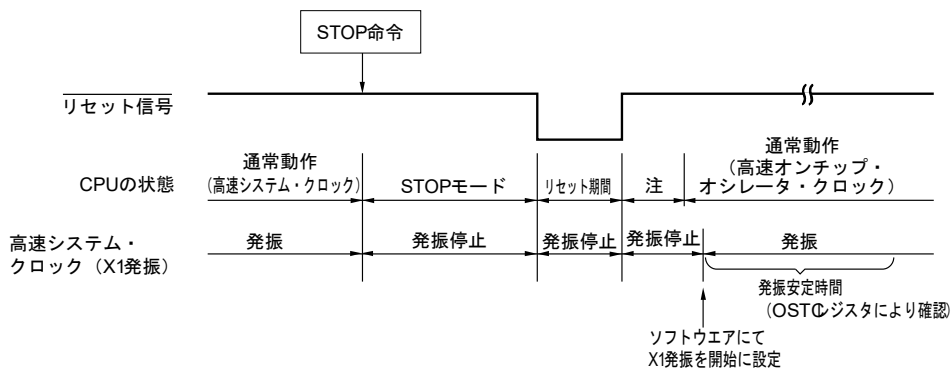 STOP命令
リセット信号
CPUの状態
通常動作
(高速システム・クロック)
STOPモード
リセット期間
注
通常動作
(高速オンチップ・
オシレータ・クロック)
高速システム・
クロック (X1発振)
発振
発振停止
発振停止
発振停止
発振
発振安定時間
(OSTCレジスタにより確認)
ソフトウエアにて
X1発振を開始に設定